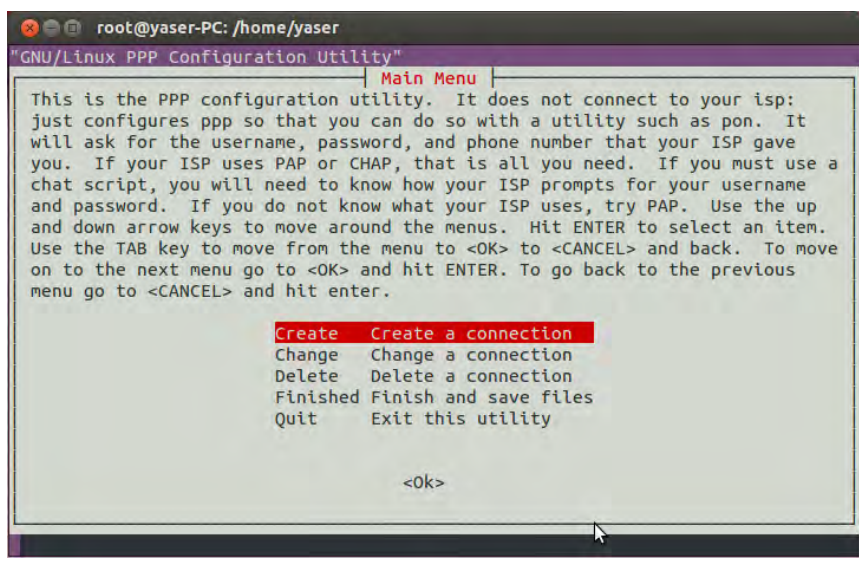 root@yaser-PC: /home/yaser
"GNU/Linux PPP Configuration Utility"
Main Menu
This is the PPP configuration utility.  It does not connect to your isp:
just configures ppp so that you can do so with a utility such as pon.  It
will ask for the username, password, and phone number that your ISP gave
you.  If your ISP uses PAP or CHAP, that is all you need.  If you must use a
chat script, you will need to know how your ISP prompts for your username
and password.  If you do not know what your ISP uses, try PAP.  Use the up
and down arrow keys to move around the menus.  Hit ENTER to select an item.
Use the TAB key to move from the menu to <OK> to <CANCEL> and back.  To move
on to the next menu go to <OK> and hit ENTER. To go back to the previous
menu go to <CANCEL> and hit enter.
Create   Create a connection
Change   Change a connection
Delete   Delete a connection
Finished Finish and save files
Quit     Exit this utility
<Ok>